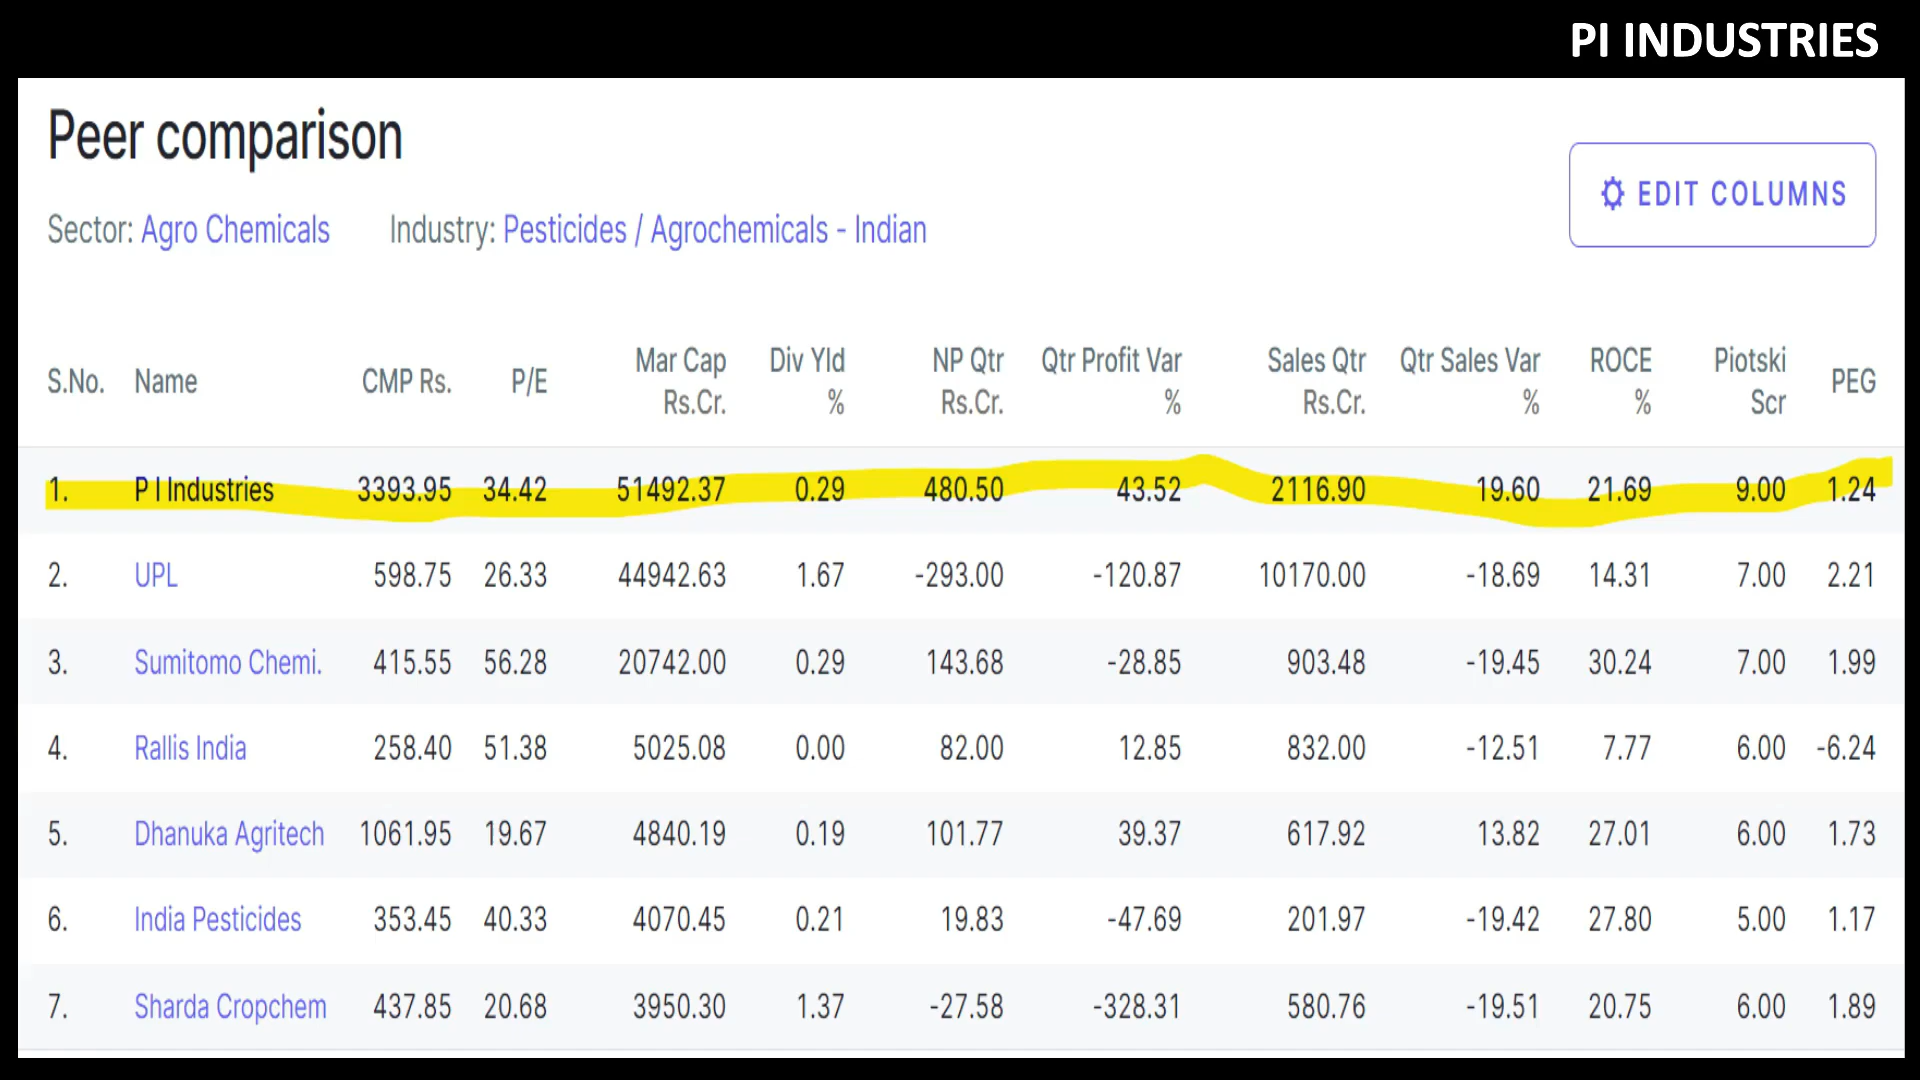 PI INDUSTRIES
Peer comparison
EDIT COLUMNS
Sector: Agro Chemicals Industry: Pesticides / Agrochemicals - Indian
S.No. Name CMP Rs. P/E Mar Cap Rs.Cr. Div Yld % NP Qtr Rs.Cr. Qtr Profit Var % Sales Qtr Rs.Cr. Qtr Sales Var % ROCE % Piotski Scr PEG
1. P I Industries 3393.95 34.42 51492.37 0.29 480.50 43.52 2116.90 19.60 21.69 9.00 1.24
2. UPL 598.75 26.33 44942.63 1.67 -293.00 -120.87 10170.00 -18.69 14.31 7.00 2.21
3. Sumitomo Chemi. 415.55 56.28 20742.00 0.29 143.68 -28.85 903.48 -19.45 30.24 7.00 1.99
4. Rallis India 258.40 51.38 5025.08 0.00 82.00 12.85 832.00 -12.51 7.77 6.00 -6.24
5. Dhanuka Agritech 1061.95 19.67 4840.19 0.19 101.77 39.37 617.92 13.82 27.01 6.00 1.73
6. India Pesticides 353.45 40.33 4070.45 0.21 19.83 -47.69 201.97 -19.42 27.80 5.00 1.17
7. Sharda Cropchem 437.85 20.68 3950.30 1.37 -27.58 -328.31 580.76 -19.51 20.75 6.00 1.89